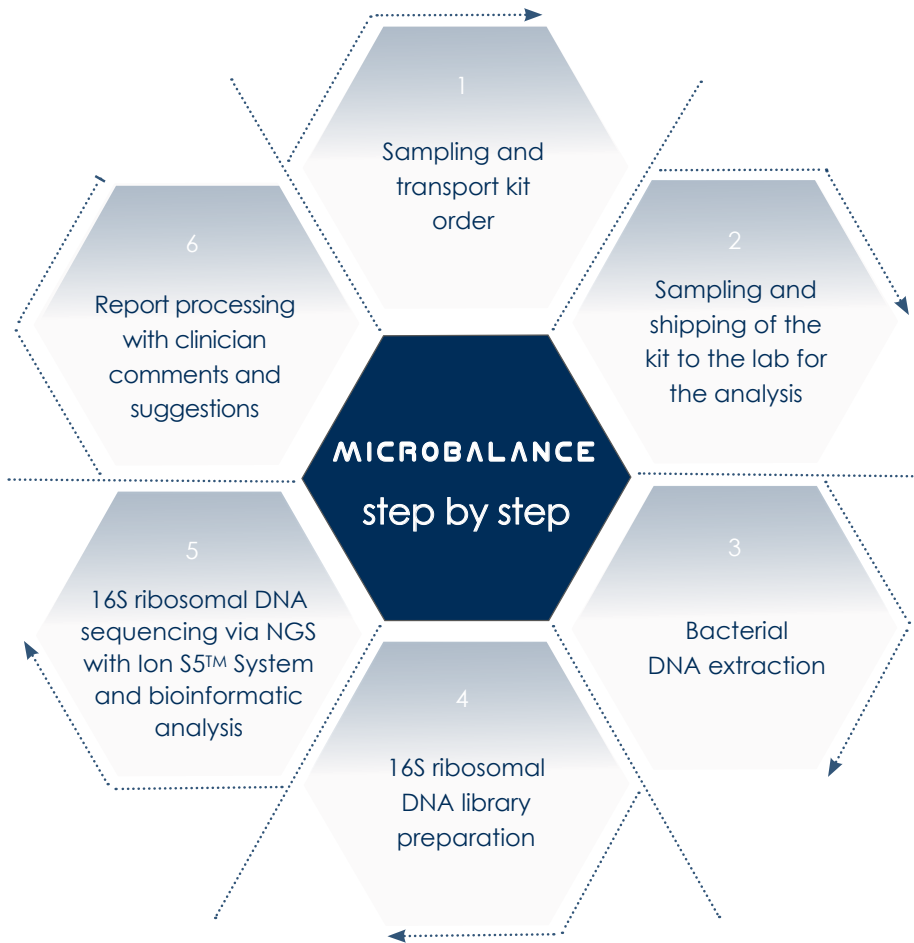 1
Sampling and
transport kit
order
2
Sampling and
shipping of the
kit to the lab for
the analysis
3
Bacterial
DNA extraction
4
16S ribosomal
DNA library
preparation
5
16S ribosomal DNA
sequencing via NGS
with Ion S5™ System
and bioinformatic
analysis
6
Report processing
with clinician
comments and
suggestions
MICROBALANCE
step by step